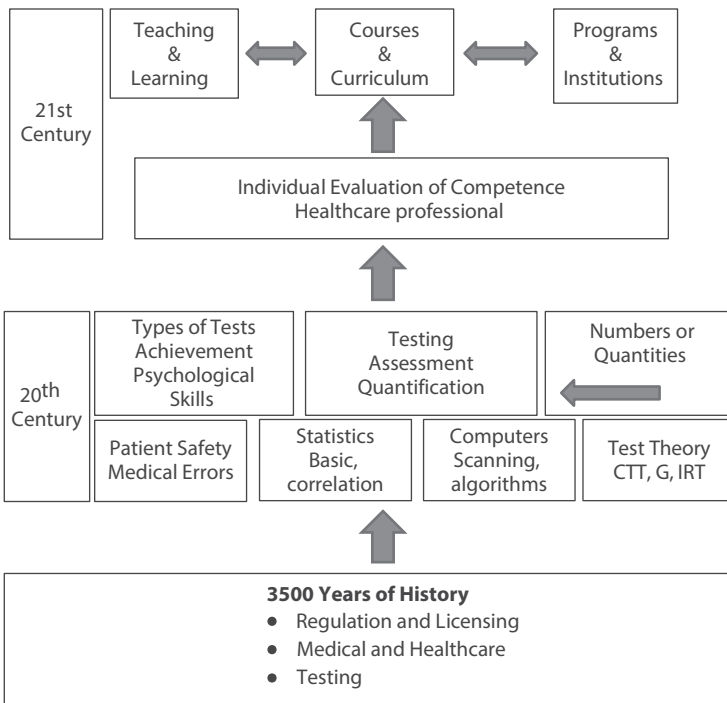 Teaching
&
Learning
Courses
&
Curriculum
Programs
&
Institutions
21st
Century
Individual Evaluation of Competence
Healthcare professional
20th
Century
Types of Tests
Achievement
Psychological
Skills
Testing
Assessment
Quantification
Numbers or
Quantities
Patient Safety
Medical Errors
Statistics
Basic,
correlation
Computers
Scanning,
algorithms
Test Theory
CTT, G, IRT
3500 Years of History
● Regulation and Licensing
● Medical and Healthcare
● Testing